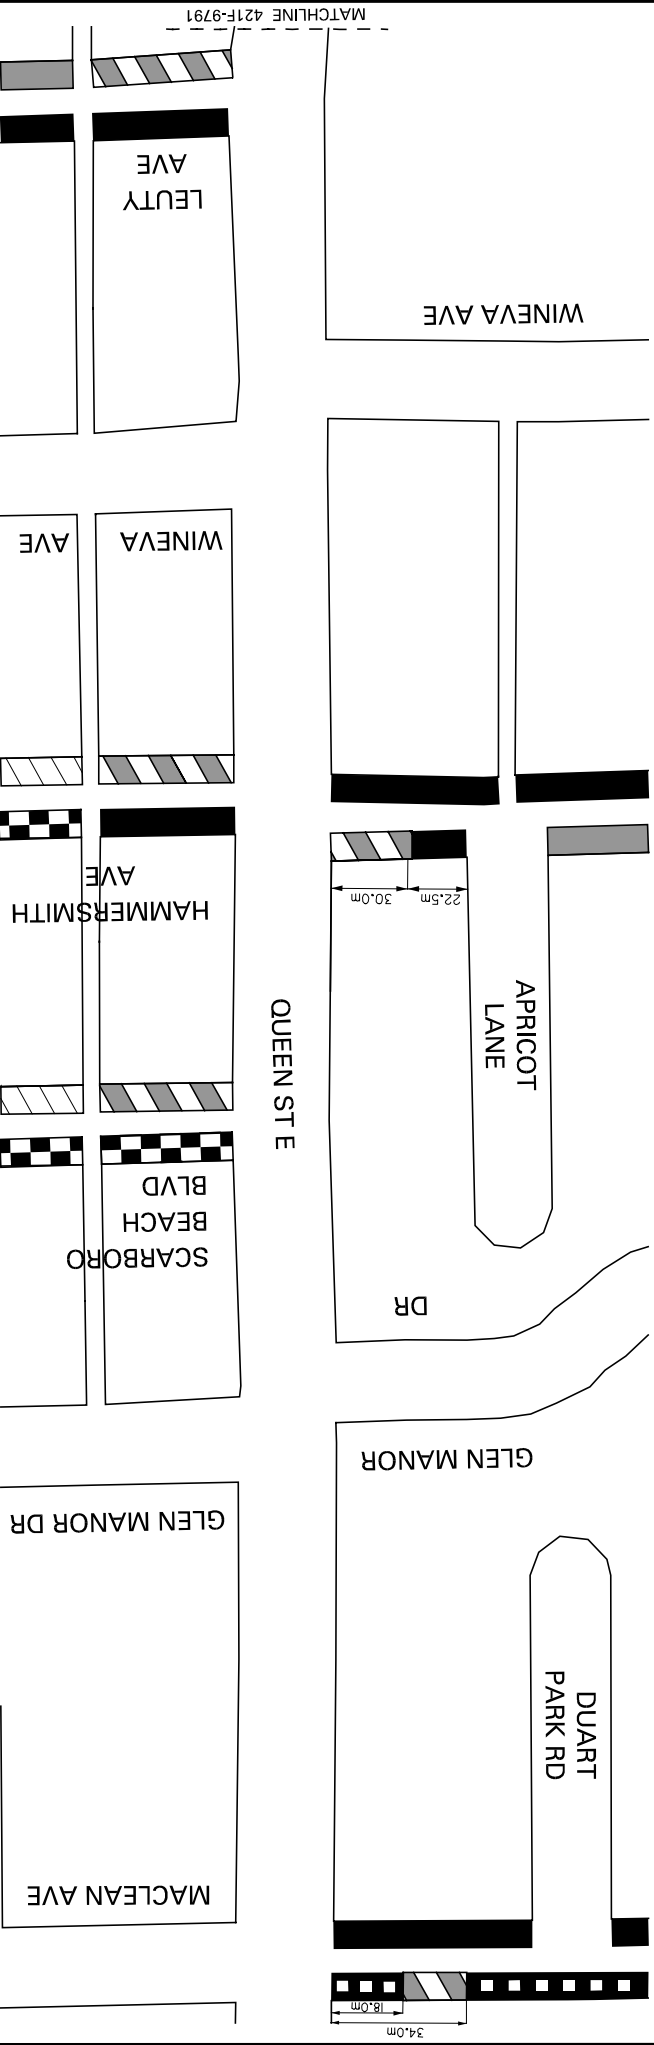 MATCHLINE 421F-9791
LEUTY
AVE
WINEVA AVE
WINEVA
AVE
HAMMERSMITH
AVE
30.0m
22.5m
APRICOT
LANE
QUEEN ST E
SCARBORO
BEACH
BLVD
DR
GLEN MANOR
GLEN MANOR DR
DUART
PARK RD
MACLEAN AVE
18.0m
34.0m